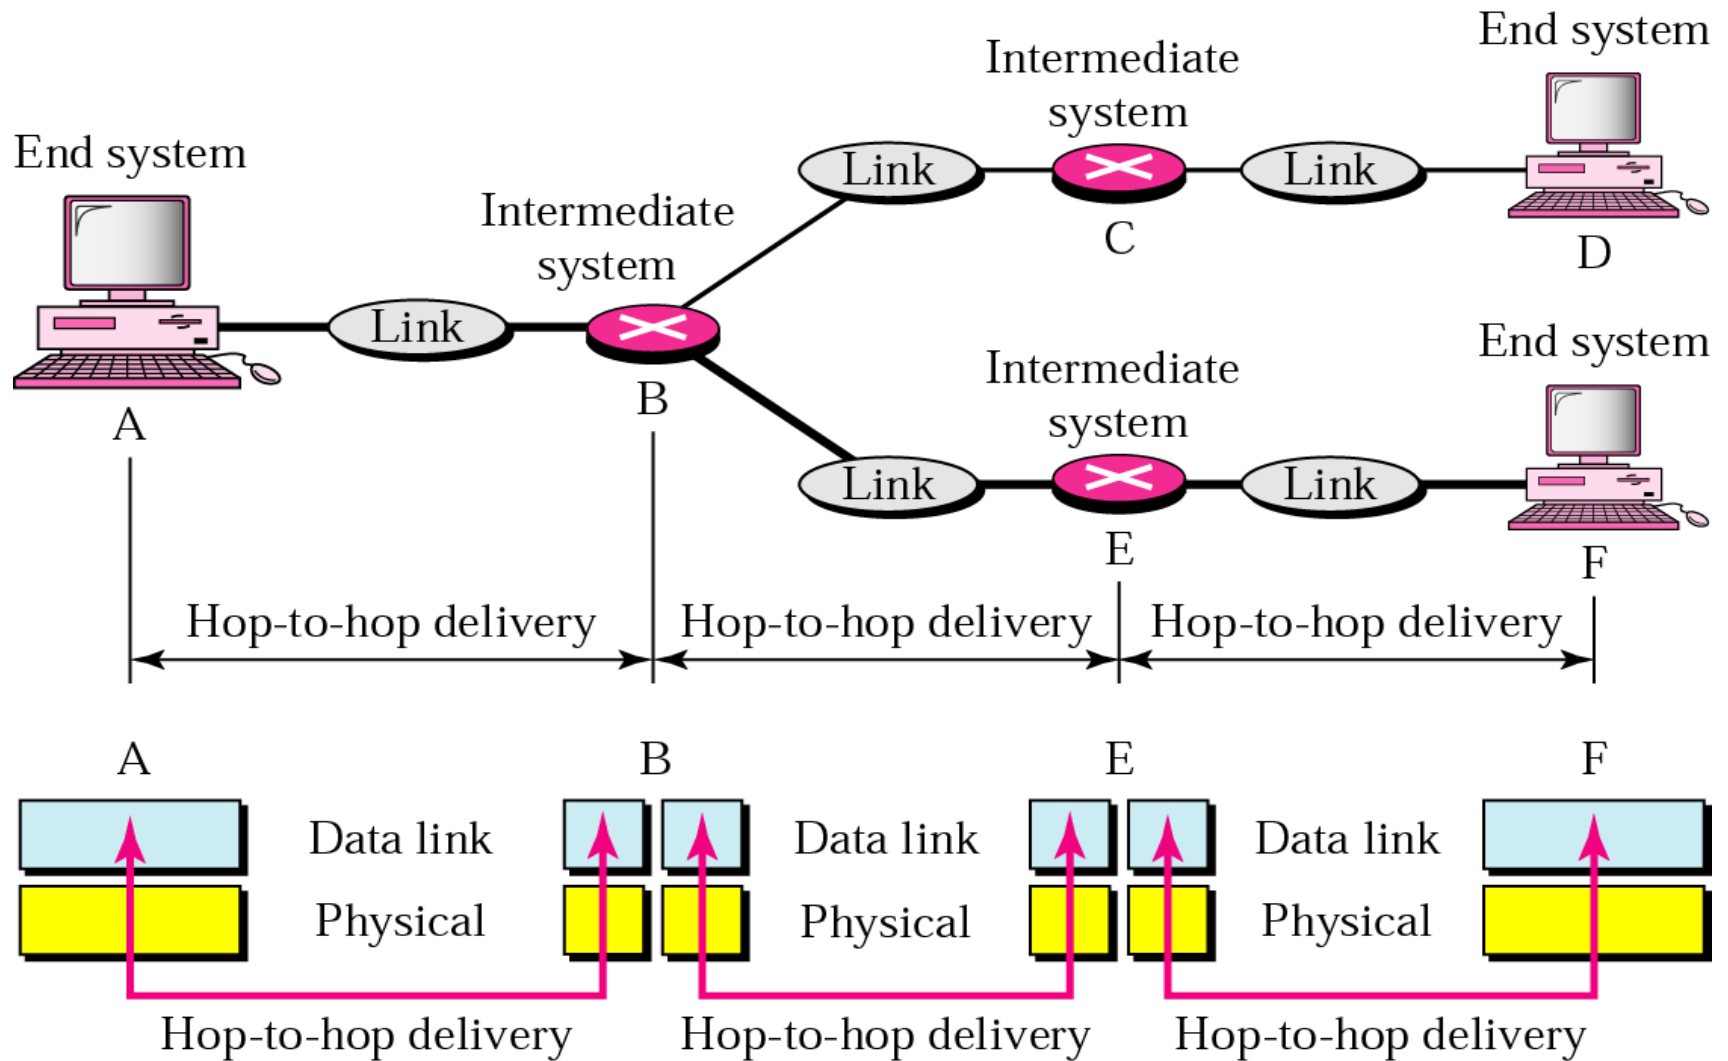 End system
Intermediate
system
End system
Link
C
Link
D
Intermediate
system
Link
B
A
Intermediate
system
End system
Link
E
Link
F
Hop-to-hop delivery
Hop-to-hop delivery
Hop-to-hop delivery
A
B
E
F
Data link
Data link
Data link
Physical
Physical
Physical
Hop-to-hop delivery
Hop-to-hop delivery
Hop-to-hop delivery